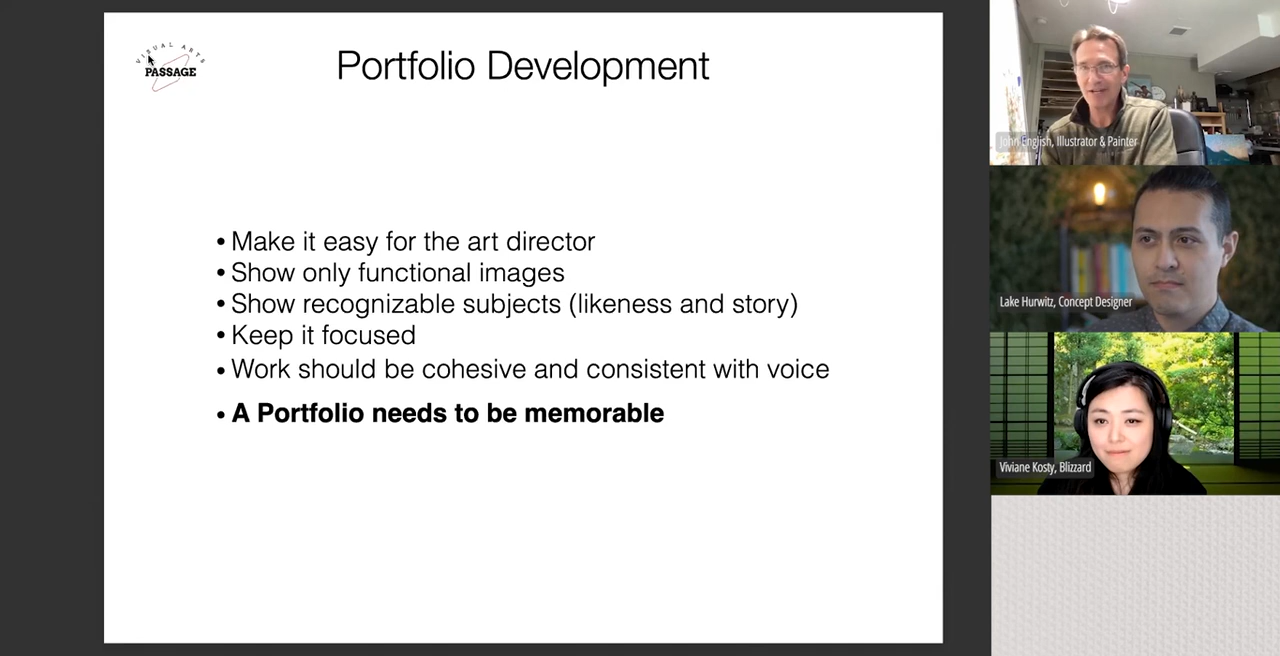 VISUAL ARTS
PASSAGE
Portfolio Development
• Make it easy for the art director
• Show only functional images
• Show recognizable subjects (likeness and story)
• Keep it focused
• Work should be cohesive and consistent with voice
• A Portfolio needs to be memorable
John English, Illustrator & Painter
Lake Hurwitz, Concept Designer
Viviane Kosty, Blizzard